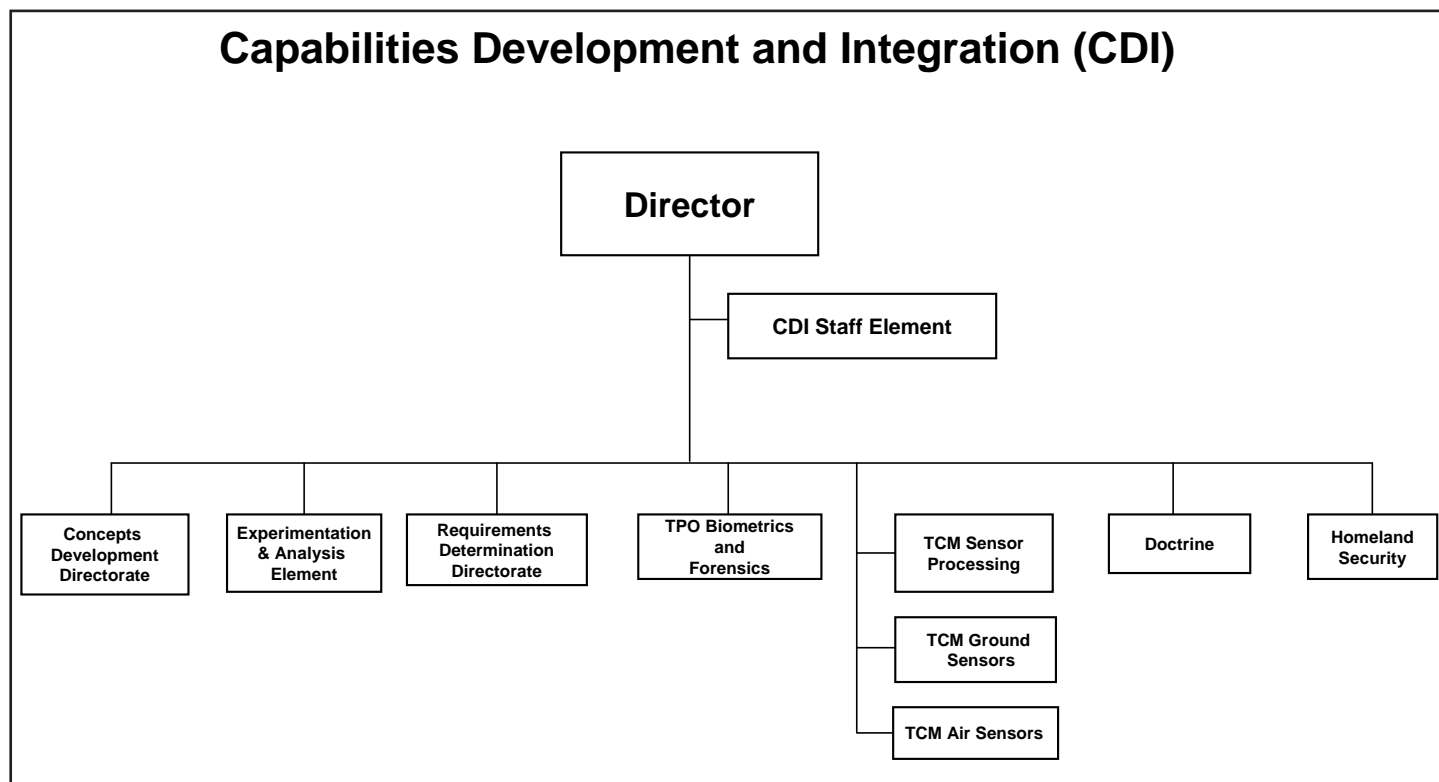 Capabilities Development and Integration (CDI)
Director
CDI Staff Element
Concepts
Development
Directorate
Experimentation
& Analysis
Element
Requirements
Determination
Directorate
TPO Biometrics
and
Forensics
TCM Sensor
Processing
Doctrine
Homeland
Security
TCM Ground
Sensors
TCM Air Sensors